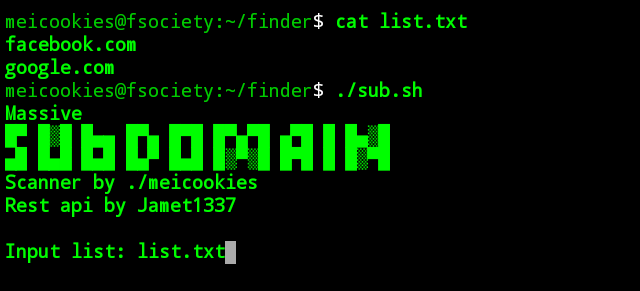 meicookies@fsociety:~/finder$ cat list.txt
facebook.com
google.com
meicookies@fsociety:~/finder$ ./sub.sh
Massive
SUbDOMAIN
Scanner by ./meicookies
Rest api by Jamet1337
Input list: list.txt